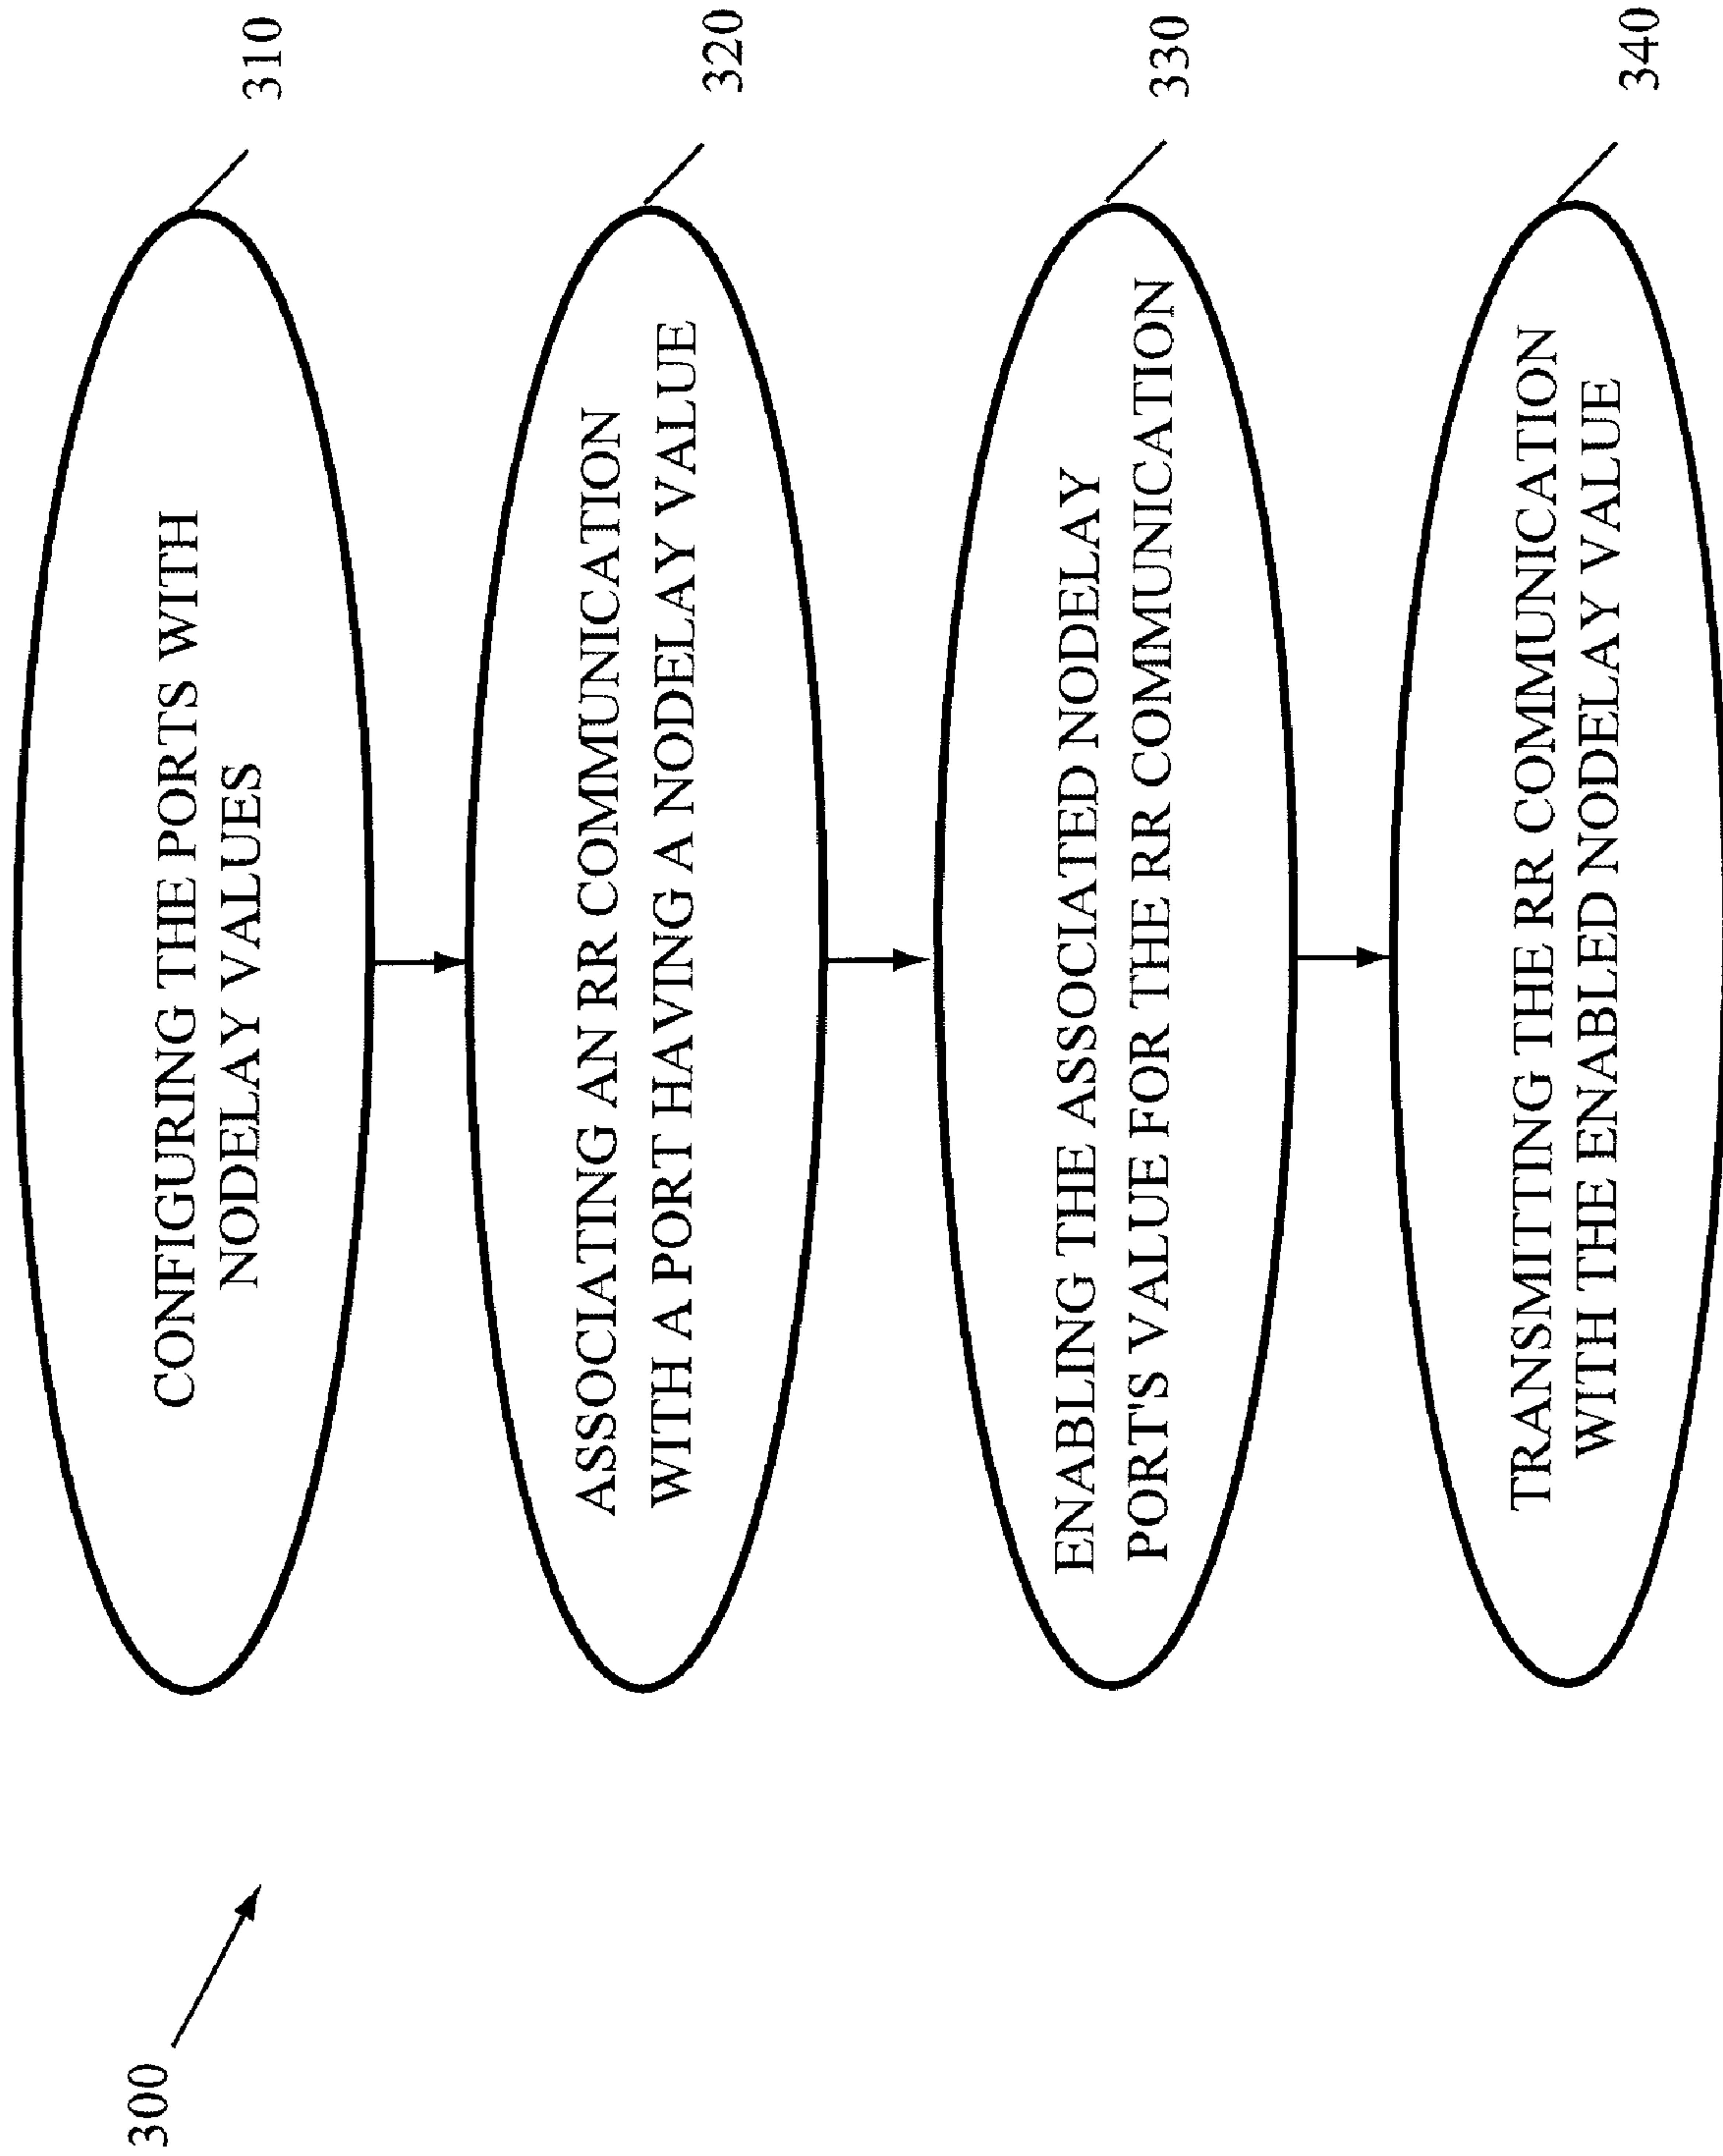 300
CONFIGURING THE PORTS WITH
NODELAY VALUES
310
ASSOCIATING AN RR COMMUNICATION
WITH A PORT HAVING A NODELAY VALUE
320
ENABLING THE ASSOCIATED NODELAY
PORT'S VALUE FOR THE RR COMMUNICATION
330
TRANSMITTING THE RR COMMUNICATION
WITH THE ENABLED NODELAY VALUE
340